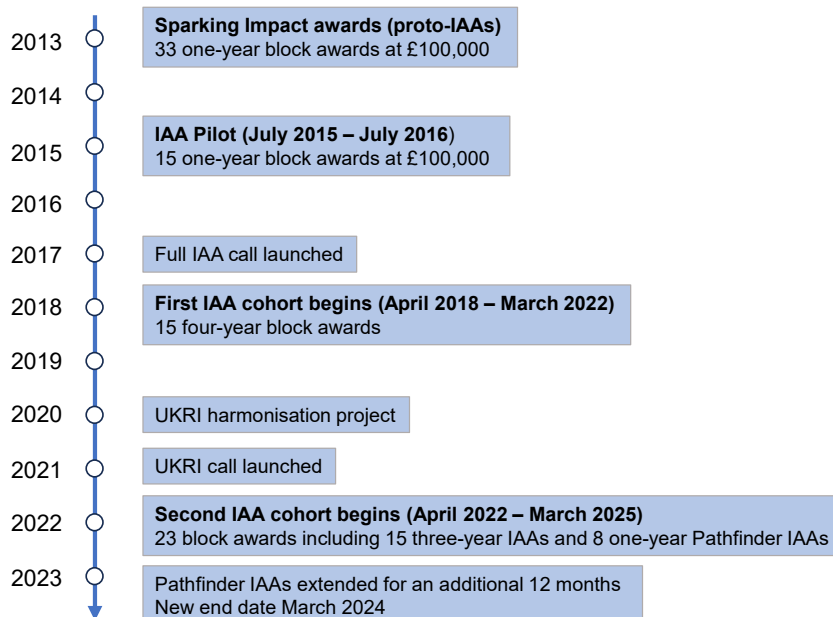 2013
Sparking Impact awards (proto-IAAs)
33 one-year block awards at £100,000
2014
2015
IAA Pilot (July 2015 – July 2016)
15 one-year block awards at £100,000
2016
2017
Full IAA call launched
2018
First IAA cohort begins (April 2018 – March 2022)
15 four-year block awards
2019
2020
UKRI harmonisation project
2021
UKRI call launched
2022
Second IAA cohort begins (April 2022 – March 2025)
23 block awards including 15 three-year IAAs and 8 one-year Pathfinder IAAs
2023
Pathfinder IAAs extended for an additional 12 months
New end date March 2024